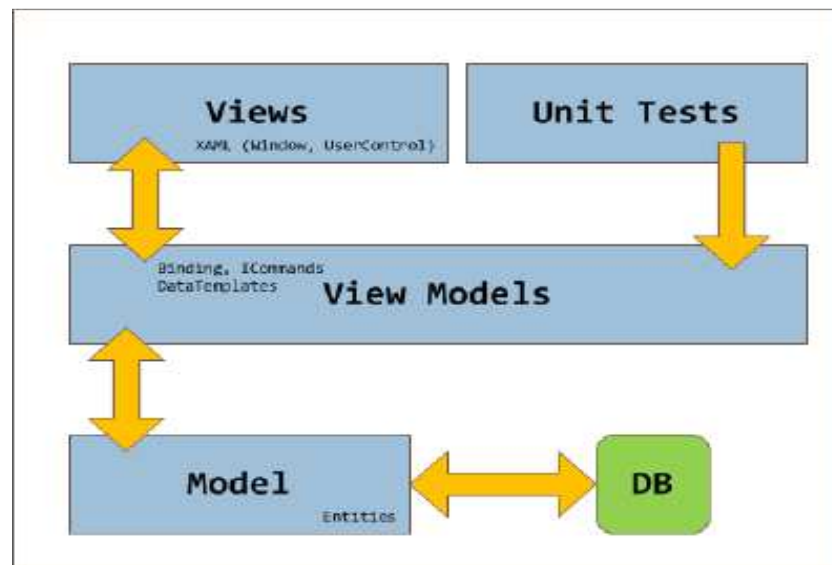 Views
XAML (Window, UserControl)
Unit Tests
Binding, ICommands
DataTemplates
View Models
Model
Entities
DB